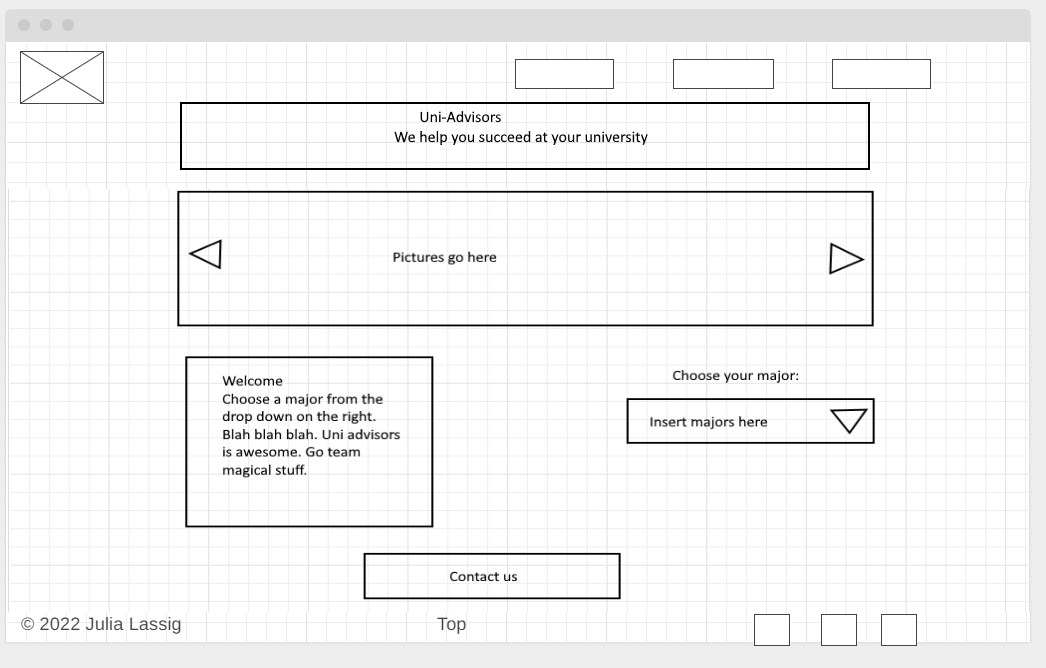 Uni-Advisors
We help you succeed at your university
Pictures go here
Welcome
Choose a major from the
drop down on the right.
Blah blah blah. Uni advisors
is awesome. Go team
magical stuff.
Choose your major:
Insert majors here
Contact us
© 2022 Julia Lassig
Top